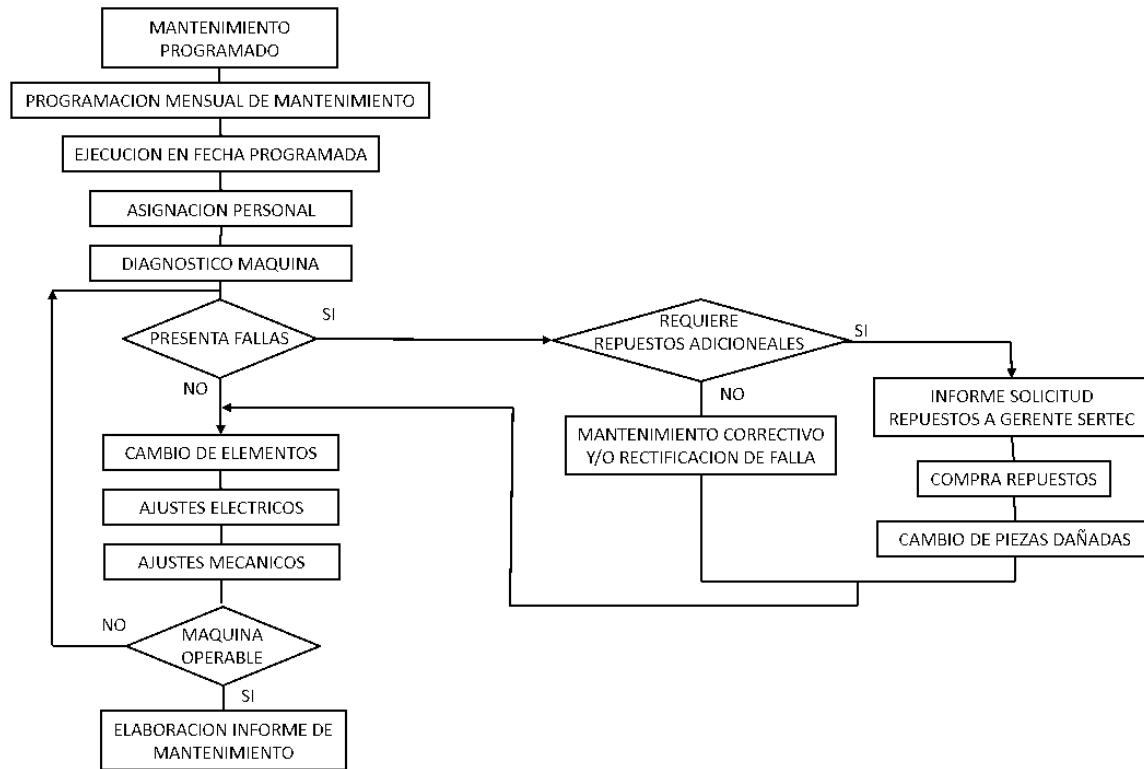 MANTENIMIENTO
PROGRAMADO
PROGRAMACION MENSUAL DE MANTENIMIENTO
EJECUCION EN FECHA PROGRAMADA
ASIGNACION PERSONAL
DIAGNOSTICO MAQUINA
PRESENTA FALLAS
SI
REQUIERE
REPUESTOS ADICIONEALES
SI
NO
NO
INFORME SOLICITUD
REPUESTOS A GERENTE SERTEC
MANTENIMIENTO CORRECTIVO
Y/O RECTIFICACION DE FALLA
COMPRA REPUESTOS
CAMBIO DE PIEZAS DAÑADAS
CAMBIO DE ELEMENTOS
AJUSTES ELECTRICOS
AJUSTES MECANICOS
NO
MAQUINA
OPERABLE
SI
ELABORACION INFORME DE
MANTENIMIENTO